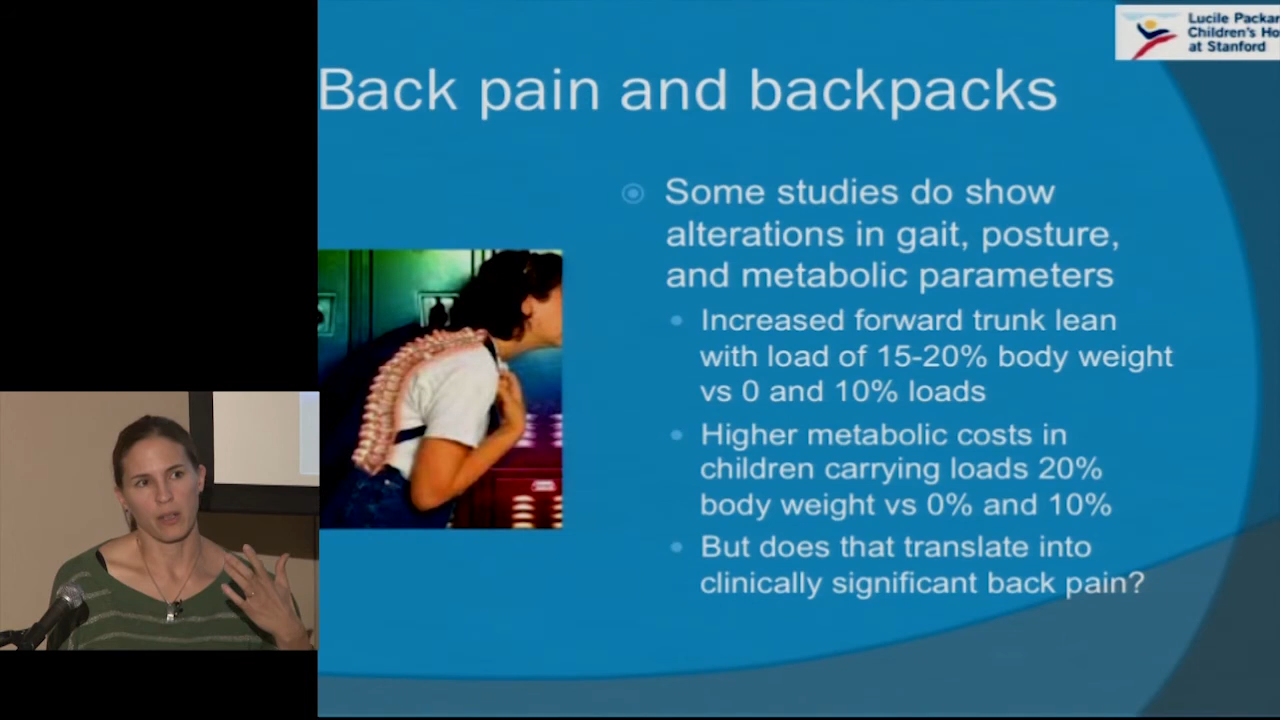 Lucile Packar
Children's Ho
at Stanford
Back pain and backpacks
Some studies do show
alterations in gait, posture,
and metabolic parameters
Increased forward trunk lean
with load of 15-20% body weight
vs 0 and 10% loads
Higher metabolic costs in
children carrying loads 20%
body weight vs 0% and 10%
But does that translate into
clinically significant back pain?